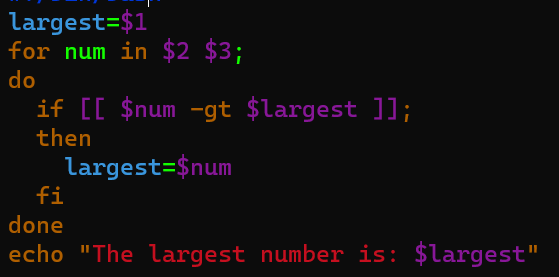 largest=$1
for num in $2 $3;
do
  if [[ $num -gt $largest ]];
  then
    largest=$num
  fi
done
echo "The largest number is: $largest"